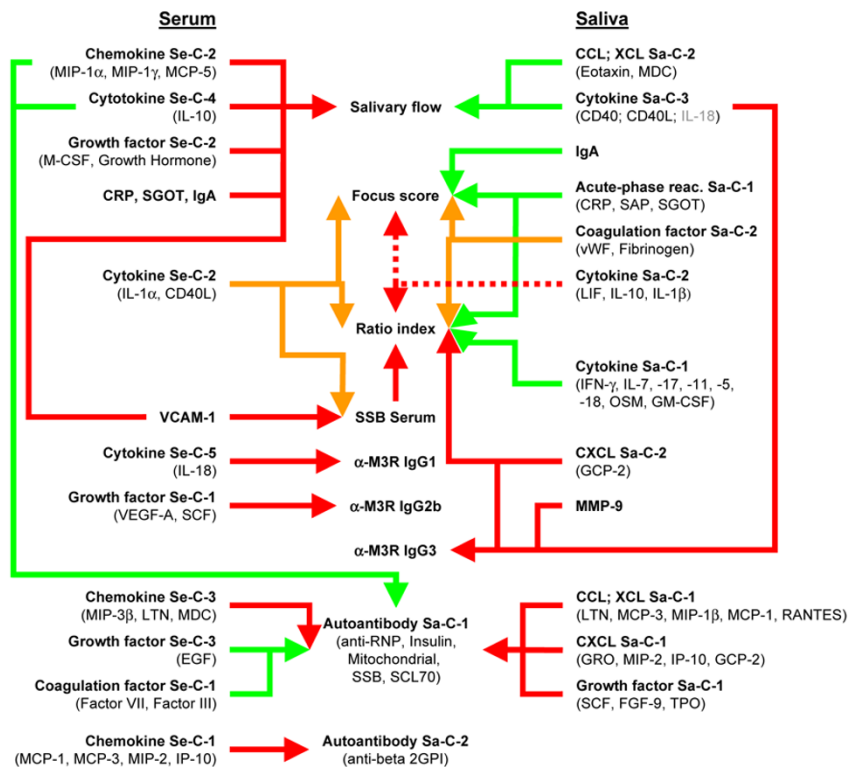 Serum
Saliva
Chemokine Se-C-2
(MIP-1α, MIP-1γ, MCP-5)
Cytotokine Se-C-4
(IL-10)
Growth factor Se-C-2
(M-CSF, Growth Hormone)
CRP, SGOT, IgA
Cytokine Se-C-2
(IL-1α, CD40L)
VCAM-1
Cytokine Se-C-5
(IL-18)
Growth factor Se-C-1
(VEGF-A, SCF)
Chemokine Se-C-3
(MIP-3β, LTN, MDC)
Growth factor Se-C-3
(EGF)
Coagulation factor Se-C-1
(Factor VII, Factor III)
Chemokine Se-C-1
(MCP-1, MCP-3, MIP-2, IP-10)
Salivary flow
Focus score
Ratio index
SSB Serum
α-M3R IgG1
α-M3R IgG2b
α-M3R IgG3
Autoantibody Sa-C-1
(anti-RNP, Insulin,
Mitochondrial,
SSB, SCL70)
Autoantibody Sa-C-2
(anti-beta 2GPI)
CCL; XCL Sa-C-2
(Eotaxin, MDC)
Cytokine Sa-C-3
(CD40; CD40L; IL-18)
IgA
Acute-phase reac. Sa-C-1
(CRP, SAP, SGOT)
Coagulation factor Sa-C-2
(vWF, Fibrinogen)
Cytokine Sa-C-2
(LIF, IL-10, IL-1β)
Cytokine Sa-C-1
(IFN-γ, IL-7, -17, -11, -5,
-18, OSM, GM-CSF)
CXCL Sa-C-2
(GCP-2)
MMP-9
CCL; XCL Sa-C-1
(LTN, MCP-3, MIP-1β, MCP-1, RANTES)
CXCL Sa-C-1
(GRO, MIP-2, IP-10, GCP-2)
Growth factor Sa-C-1
(SCF, FGF-9, TPO)